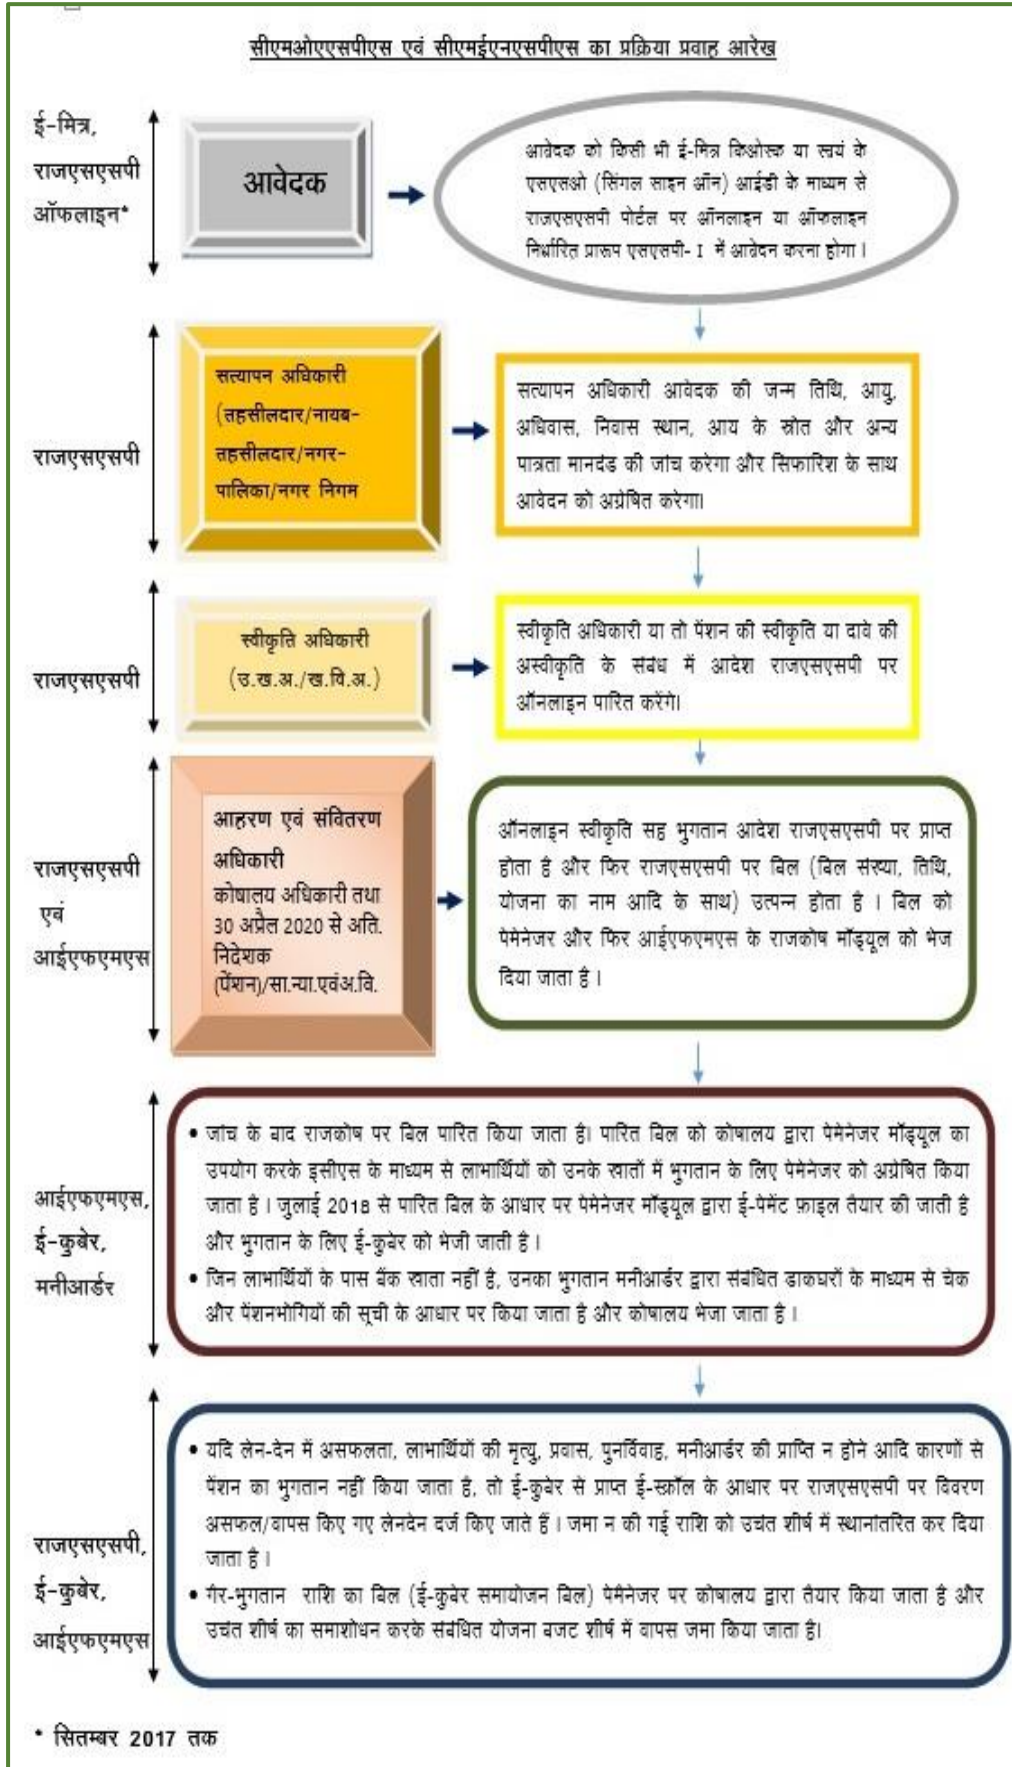 सीएमओएएसपीएस एवं सीएमईएनएसपीएस का प्रक्रिया प्रवाह आरेख
ई-मित्र,
राजएसएसपी
ऑफलाइन*
आवेदक
आवेदक को किसी भी ई-मित्र किओस्क या स्वयं के
एसएसओ (सिंगल साइन ऑन) आईडी के माध्यम से
राजएसएसपी पोर्टल पर ऑनलाइन या ऑफलाइन
निर्धारित प्रारूप एसएसपी- I में आवेदन करना होगा।
राजएसएसपी
सत्यापन अधिकारी
(तहसीलदार/नायब-
तहसीलदार/नगर-
पालिका/नगर निगम
सत्यापन अधिकारी आवेदक की जन्म तिथि, आयु,
अधिवास, निवास स्थान, आय के स्रोत और अन्य
पात्रता मानदंड की जांच करेगा और सिफारिश के साथ
आवेदन को अग्रेषित करेगा।
राजएसएसपी
स्वीकृति अधिकारी
(उ.ख.अ./ख.वि.अ.)
स्वीकृति अधिकारी या तो पेंशन की स्वीकृति या दावे की
अस्वीकृति के संबंध में आदेश राजएसएसपी पर
ऑनलाइन पारित करेंगे।
राजएसएसपी
एवं
आईएफएमएस
आहरण एवं संवितरण
अधिकारी
कोषालय अधिकारी तथा
30 अप्रैल 2020 से अति.
निदेशक
(पेंशन)/सा.न्या.एवंअ.वि.
ऑनलाइन स्वीकृति सह भुगतान आदेश राजएसएसपी पर प्राप्त
होता है और फिर राजएसएसपी पर बिल (बिल संख्या, तिथि,
योजना का नाम आदि के साथ) उत्पन्न होता है। बिल को
पेमेनेजर और फिर आईएफएमएस के राजकोष मॉड्यूल को भेज
दिया जाता है।
आईएफएमएस,
ई-कुबेर,
मनीआर्डर
• जांच के बाद राजकोष पर बिल पारित किया जाता है। पारित बिल को कोषालय द्वारा पेमेनेजर मॉड्यूल का
उपयोग करके इसीएस के माध्यम से लाभार्थियों को उनके खातों में भुगतान के लिए पेमेनेजर को अग्रेषित किया
जाता है। जुलाई 2018 से पारित बिल के आधार पर पेमेनेजर मॉड्यूल द्वारा ई-पेमेंट फ़ाइल तैयार की जाती है
और भुगतान के लिए ई-कुबेर को भेजी जाती है।
• जिन लाभार्थियों के पास बैंक खाता नहीं है, उनका भुगतान मनीआर्डर द्वारा संबंधित डाकघरों के माध्यम से चेक
और पेंशनभोगियों की सूची के आधार पर किया जाता है और कोषालय भेजा जाता है।
राजएसएसपी,
ई-कुबेर,
आईएफएमएस
• यदि लेन-देन में असफलता, लाभार्थियों की मृत्यु, प्रवास, पुनर्विवाह, मनीआर्डर की प्राप्ति न होने आदि कारणों से
पेंशन का भुगतान नहीं किया जाता है, तो ई-कुबेर से प्राप्त ई-स्क्रॉल के आधार पर राजएसएसपी पर विवरण
असफल/वापस किए गए लेनदेन दर्ज किए जाते हैं। जमा न की गई राशि को उचंत शीर्ष में स्थानांतरित कर दिया
जाता है।
• गैर-भुगतान राशि का बिल (ई-कुबेर समायोजन बिल) पेमैनेजर पर कोषालय द्वारा तैयार किया जाता है और
उचंत शीर्ष का समाशोधन करके संबंधित योजना बजट शीर्ष में वापस जमा किया जाता है।
* सितम्बर 2017 तक